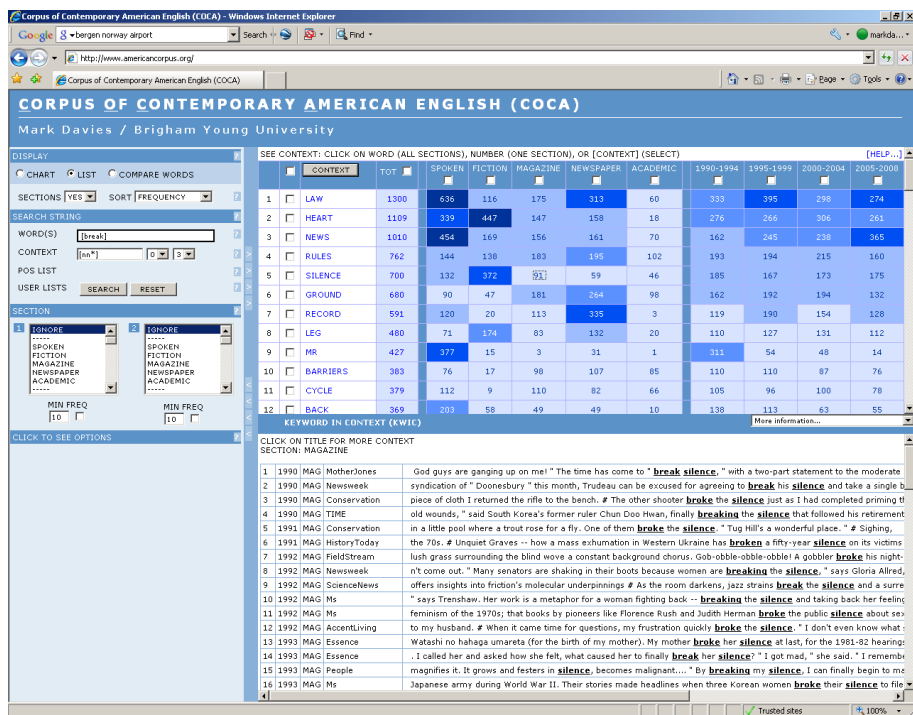 Corpus of Contemporary American English (COCA) - Windows Internet Explorer
Google bergen norway airport Search Find markda...
http://www.americancorpus.org/
Corpus of Contemporary American English (COCA) Page Tools
CORPUS OF CONTEMPORARY AMERICAN ENGLISH (COCA)
Mark Davies / Brigham Young University
DISPLAY ?
CHART LIST COMPARE WORDS
SECTIONS YES SORT FREQUENCY ?
SEARCH STRING ?
WORD(S) [break] ?
CONTEXT [nn*] 0 3 ?
POS LIST ?
USER LISTS SEARCH RESET ?
SECTION ?
1 IGNORE 2 IGNORE
----- -----
SPOKEN SPOKEN
FICTION FICTION
MAGAZINE MAGAZINE
NEWSPAPER NEWSPAPER
ACADEMIC ACADEMIC
MIN FREQ MIN FREQ
10 10
CLICK TO SEE OPTIONS ?
SEE CONTEXT: CLICK ON WORD (ALL SECTIONS), NUMBER (ONE SECTION), OR [CONTEXT] (SELECT) [HELP...]
CONTEXT TOT SPOKEN FICTION MAGAZINE NEWSPAPER ACADEMIC 1990-1994 1995-1999 2000-2004 2005-2008
1 LAW 1300 636 116 175 313 60 333 395 298 274
2 HEART 1109 339 447 147 158 18 276 266 306 261
3 NEWS 1010 454 169 156 161 70 162 245 238 365
4 RULES 762 144 138 183 195 102 193 194 215 160
5 SILENCE 700 132 372 91 59 46 185 167 173 175
6 GROUND 680 90 47 181 264 98 162 192 194 132
7 RECORD 591 120 20 113 335 3 119 190 154 128
8 LEG 480 71 174 83 132 20 110 127 131 112
9 MR 427 377 15 3 31 1 311 54 48 14
10 BARRIERS 383 76 17 98 107 85 110 110 87 76
11 CYCLE 379 112 9 110 82 66 105 96 100 78
12 BACK 369 203 58 49 49 10 138 113 63 55
KEYWORD IN CONTEXT (KWIC) More information...
CLICK ON TITLE FOR MORE CONTEXT
SECTION: MAGAZINE
1 1990 MAG MotherJones God guys are ganging up on me! " The time has come to " break silence, " with a two-part statement to the moderate
2 1990 MAG Newsweek syndication of " Doonesbury " this month, Trudeau can be excused for agreeing to break his silence and take a single b
3 1990 MAG Conservation piece of cloth I returned the rifle to the bench. # The other shooter broke the silence just as I had completed priming th
4 1990 MAG TIME old wounds, " said South Korea's former ruler Chun Doo Hwan, finally breaking the silence that followed his retirement
5 1991 MAG Conservation in a little pool where a trout rose for a fly. One of them broke the silence. " Tug Hill's a wonderful place. " # Sighing,
6 1991 MAG HistoryToday the 70s. # Unquiet Graves -- how a mass exhumation in Western Ukraine has broken a fifty-year silence on its victims
7 1992 MAG FieldStream lush grass surrounding the blind wove a constant background chorus. Gob-obble-obble-obble! A gobbler broke his night-
8 1992 MAG Newsweek n't come out. " Many senators are shaking in their boots because women are breaking the silence, " says Gloria Allred,
9 1992 MAG ScienceNews offers insights into friction's molecular underpinnings # As the room darkens, jazz strains break the silence and a surre
10 1992 MAG Ms " says Trenshaw. Her work is a metaphor for a woman fighting back -- breaking the silence and taking back her feeling
11 1992 MAG Ms feminism of the 1970s; that books by pioneers like Florence Rush and Judith Herman broke the public silence about sex
12 1992 MAG AccentLiving to my husband. # When it came time for questions, my frustration quickly broke the silence. " I don't even know what
13 1993 MAG Essence Watashi no hahaga umareta (for the birth of my mother). My mother broke her silence at last, for the 1981-82 hearings
14 1993 MAG Essence . I called her and asked how she felt, what caused her to finally break her silence? " I got mad, " she said. " I remembe
15 1993 MAG People magnifies it. It grows and festers in silence, becomes malignant.... " By breaking my silence, I can finally begin to ma
16 1993 MAG Ms Japanese army during World War II. Their stories made headlines when three Korean women broke their silence to file
Trusted sites 100%